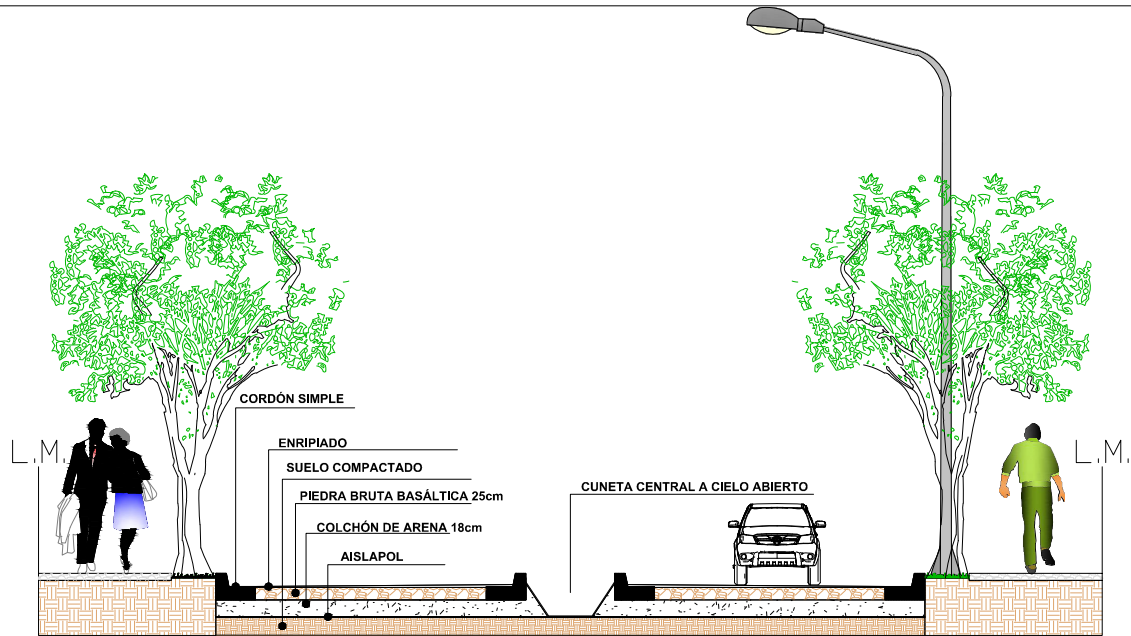 CORDÓN SIMPLE
ENRIPIADO
L.M.
L.M.
SUELO COMPACTADO
PIEDRA BRUTA BASÁLTICA 25cm
CUNETA CENTRAL A CIELO ABIERTO
COLCHÓN DE ARENA 18cm
AISLAPOL